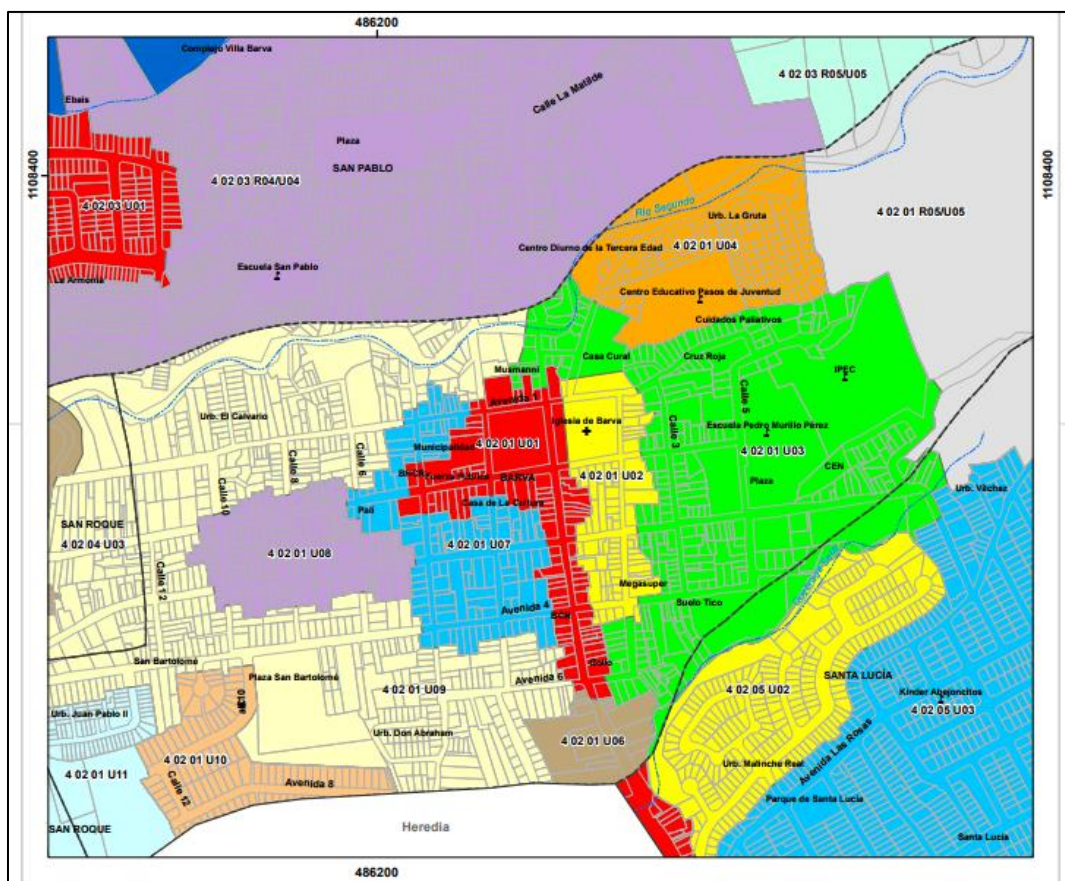 486200
Complejo Villa Barva
Calle La Matilde
4 02 03 R05/U05
Ebais
Plaza
SAN PABLO
1108400
1108400
4 02 03 R04/U04
4 02 03 U01
Río Segundo
Urb. La Gruta
4 02 01 R05/U05
Centro Diurno de la Tercera Edad
4 02 01 U04
Escuela San Pablo
La Armonía
Centro Educativo Pasos de Juventud
Cuidados Paliativos
Casa Cural
Cruz Roja
Musmanni
IPEC
Avenida 1
Calle 5
Urb. El Calvario
Iglesia de Barva
Calle 3
Escuela Pedro Murillo Pérez
Municipalidad
4 02 01 U01
4 02 01 U03
Calle 8
Calle 6
CEN
BARVA
4 02 01 U02
Plaza
Urb. Vilchez
Calle 10
Casa de La Cultura
Pali
SAN ROQUE
4 02 04 U03
4 02 01 U08
4 02 01 U07
Calle 12
Megasuper
Suelo Tico
Avenida 4
BCR
San Bartolomé
Gollo
Plaza San Bartolomé
Avenida 6
4 02 01 U09
4 02 05 U02
SANTA LUCÍA
Kinder Abejoncitos
4 02 05 U03
Urb. Juan Pablo II
Urb. Don Abraham
4 02 01 U06
4 02 01 U10
Urb. Malinche Real
Avenida Las Rosas
4 02 01 U11
Calle 12
Avenida 8
Parque de Santa Lucía
SAN ROQUE
Heredia
Santa Lucía
486200